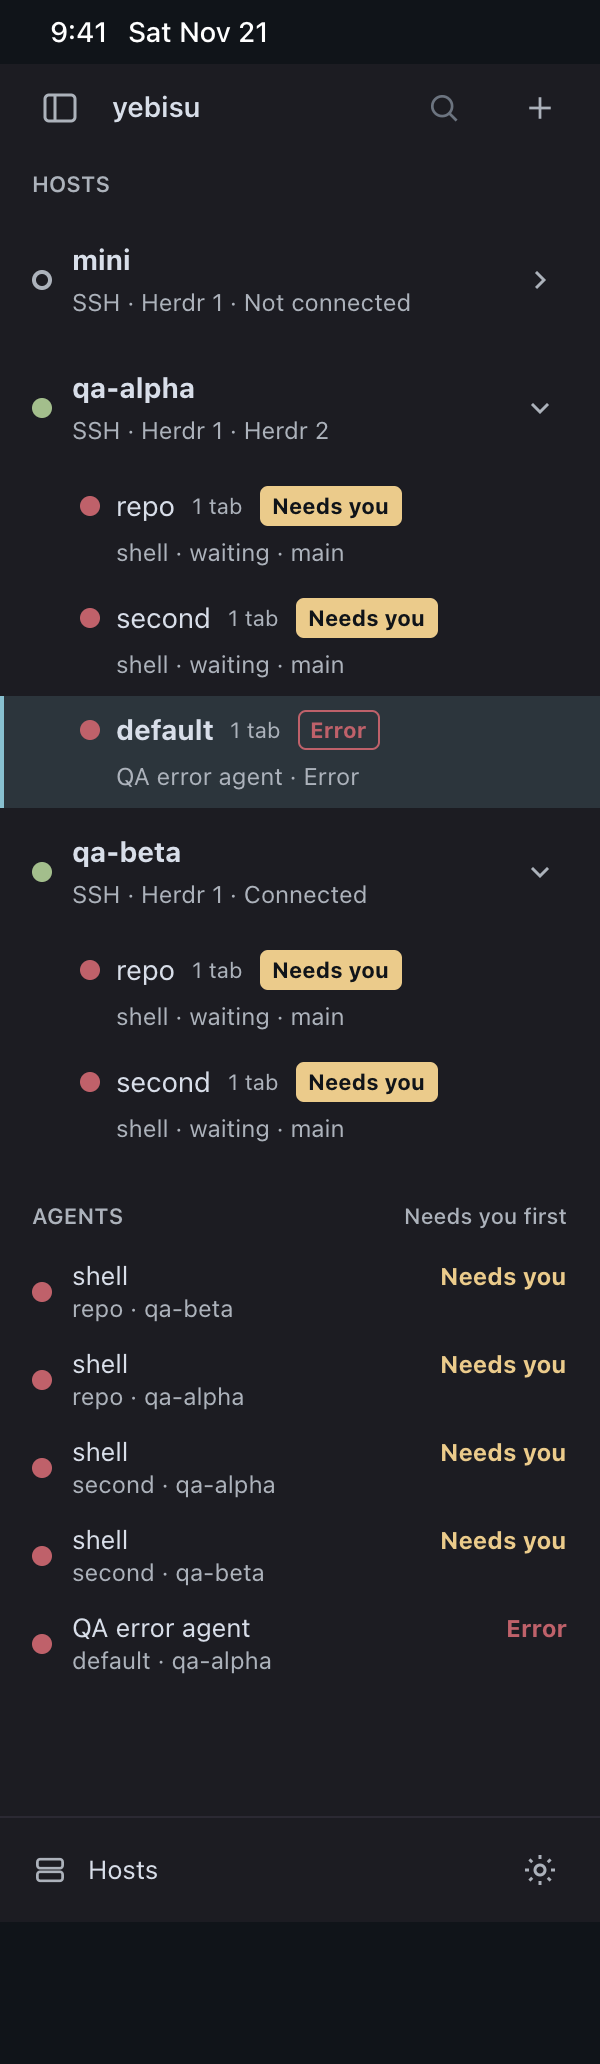 9:41 Sat Nov 21
yebisu
HOSTS
mini
SSH · Herdr 1 · Not connected
qa-alpha
SSH · Herdr 1 · Herdr 2
repo 1 tab Needs you
shell · waiting · main
second 1 tab Needs you
shell · waiting · main
default 1 tab Error
QA error agent · Error
qa-beta
SSH · Herdr 1 · Connected
repo 1 tab Needs you
shell · waiting · main
second 1 tab Needs you
shell · waiting · main
AGENTS Needs you first
shell Needs you
repo · qa-beta
shell Needs you
repo · qa-alpha
shell Needs you
second · qa-alpha
shell Needs you
second · qa-beta
QA error agent Error
default · qa-alpha
Hosts